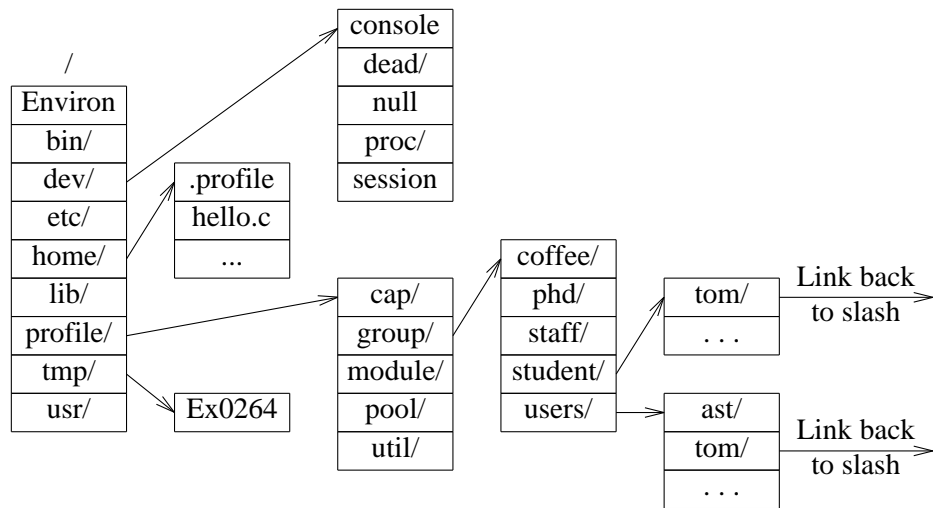 /
Environ
bin/
dev/
etc/
home/
lib/
profile/
tmp/
usr/
.profile
hello.c
...
Ex0264
console
dead/
null
proc/
session
cap/
group/
module/
pool/
util/
coffee/
phd/
staff/
student/
users/
tom/
. . .
Link back
to slash
ast/
tom/
. . .
Link back
to slash